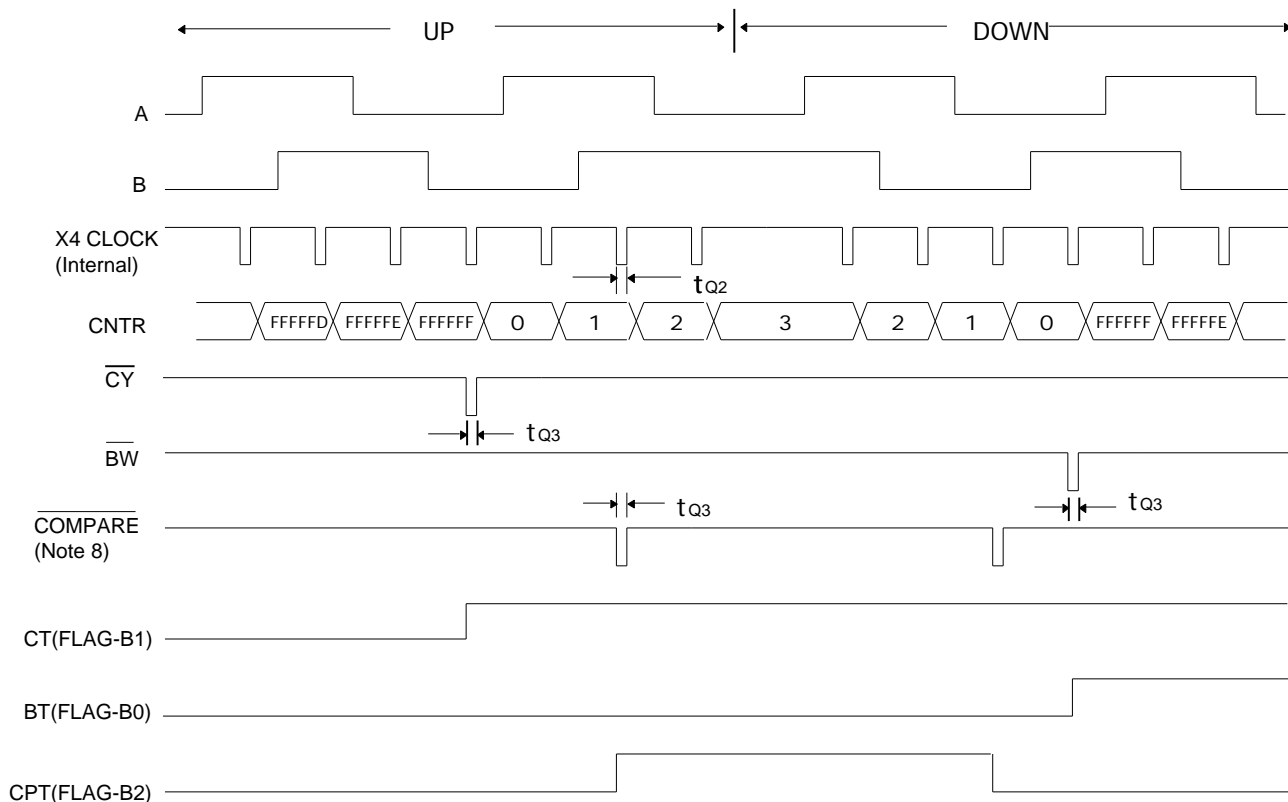 UP DOWN
A
B
X4 CLOCK
(Internal)
tQ2
CNTR FFFFFD FFFFFE FFFFFF 0 1 2 3 2 1 0 FFFFFF FFFFFE
CY
tQ3
BW
tQ3 tQ3
COMPARE
(Note 8)
CT(FLAG-B1)
BT(FLAG-B0)
CPT(FLAG-B2)